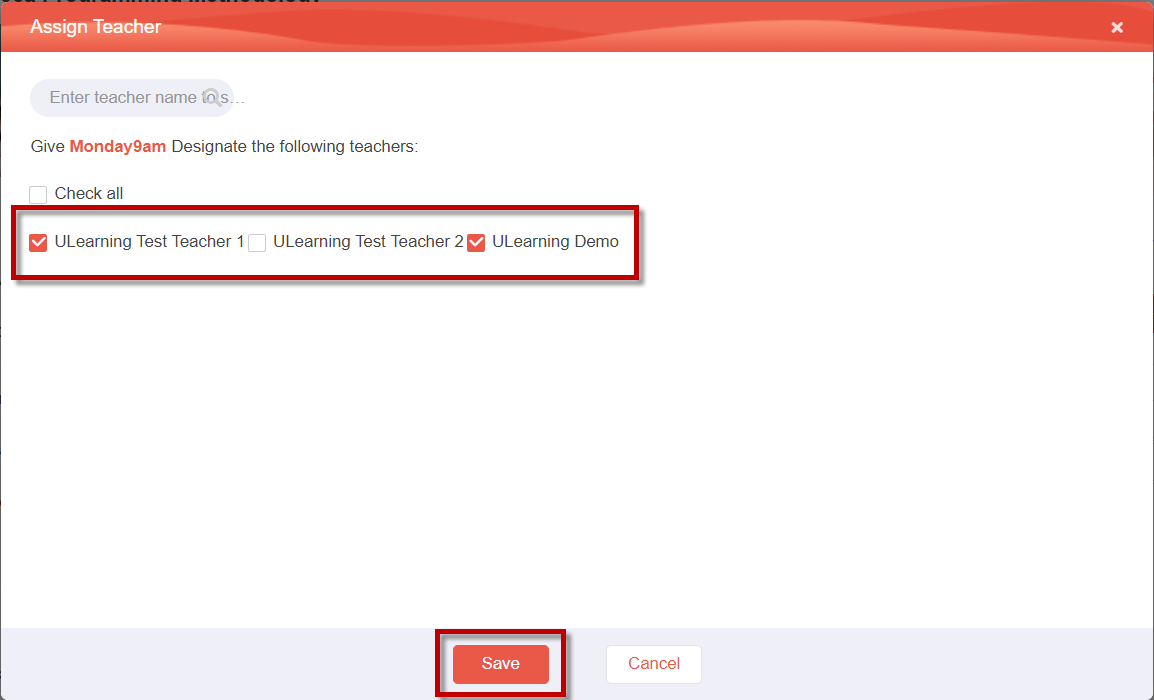 Assign Teacher
Enter teacher name to s...
Give Monday9am Designate the following teachers:
Check all
ULearning Test Teacher 1 ULearning Test Teacher 2 ULearning Demo
Save Cancel